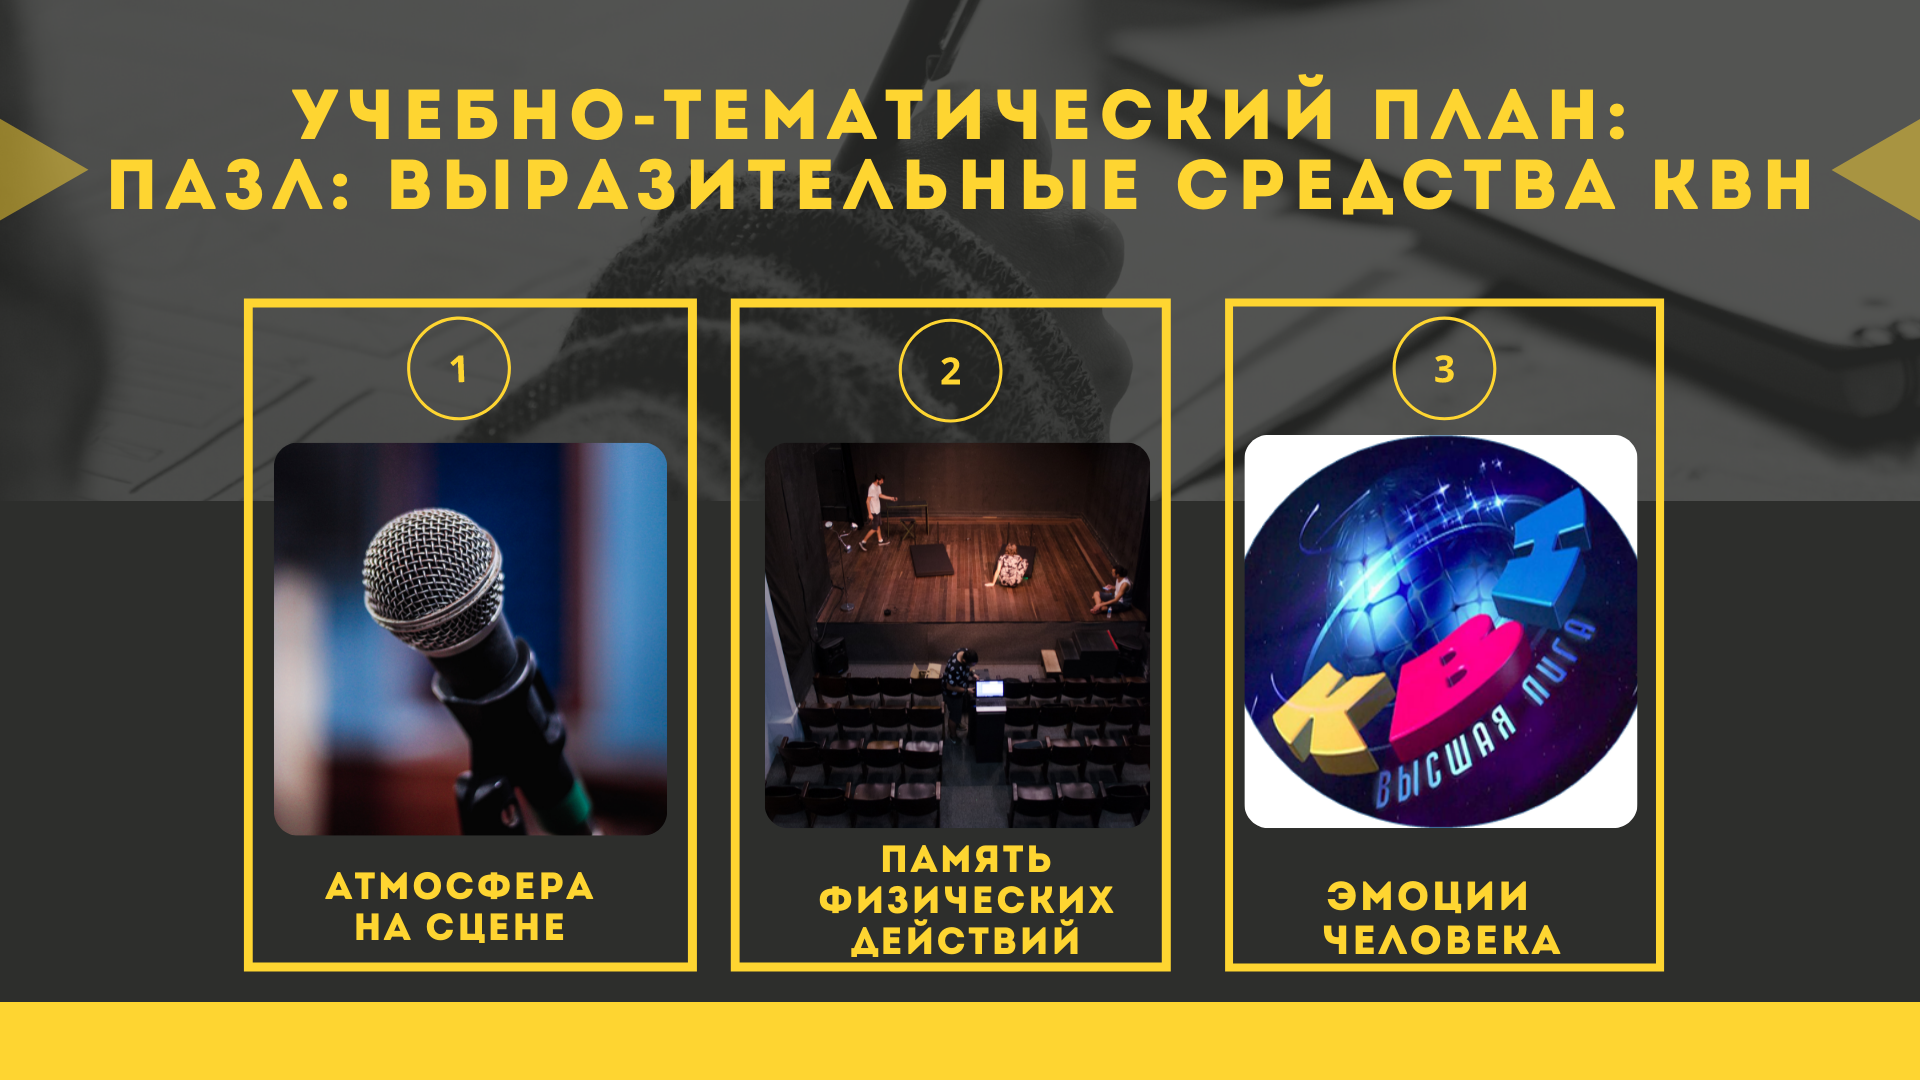 УЧЕБНО-ТЕМАТИЧЕСКИЙ ПЛАН:
ПАЗЛ: ВЫРАЗИТЕЛЬНЫЕ СРЕДСТВА КВН
1
АТМОСФЕРА
НА СЦЕНЕ
2
ПАМЯТЬ
ФИЗИЧЕСКИХ
ДЕЙСТВИЙ
3
КВН
ВЫСШАЯ ЛИГА
ЭМОЦИИ
ЧЕЛОВЕКА